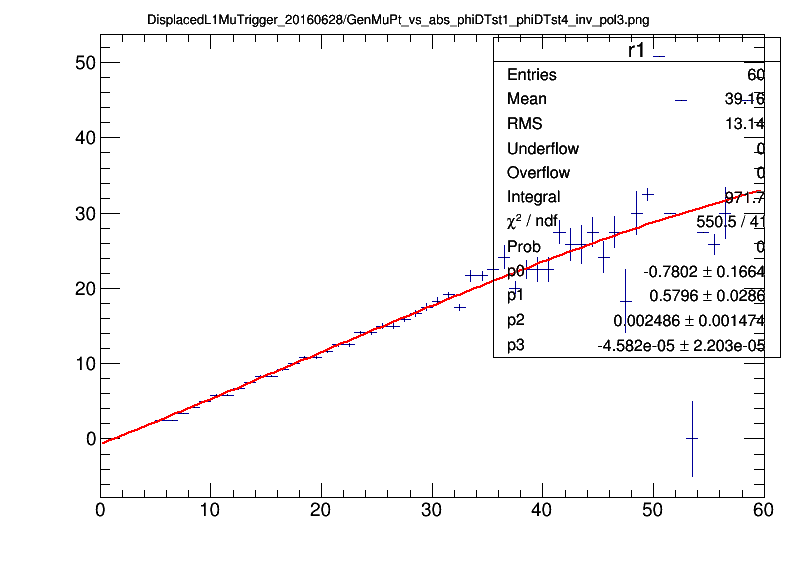 DisplacedL1MuTrigger_20160628/GenMuPt_vs_abs_phiDTst1_phiDTst4_inv_pol3.png
r1
Entries 60
Mean 39.16
RMS 13.14
Underflow 0
Overflow 0
Integral 971.7
χ² / ndf 550.5 / 41
Prob 0
p0 -0.7802 ± 0.1664
p1 0.5796 ± 0.0286
p2 0.002486 ± 0.001474
p3 -4.582e-05 ± 2.203e-05
50
40
30
20
10
0
0 10 20 30 40 50 60